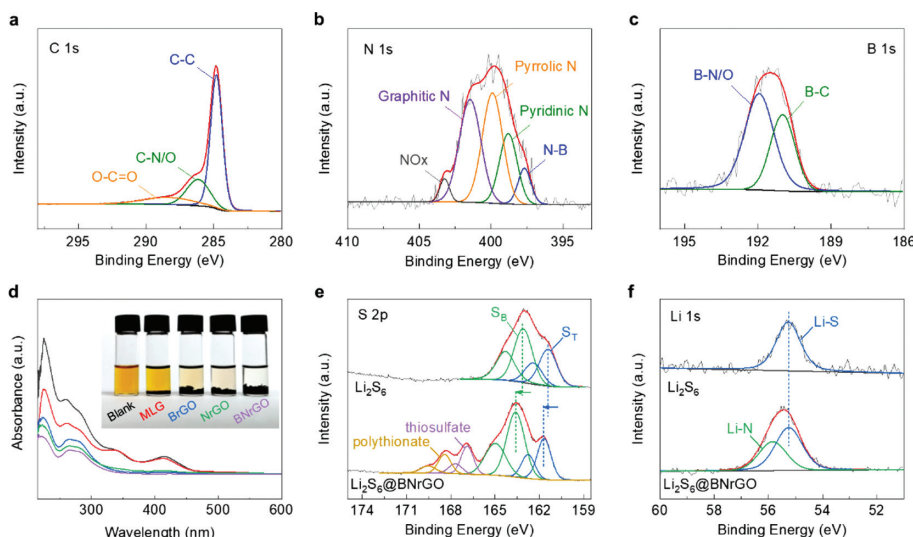 a
C 1s
C-C
C-N/O
O-C=O
Intensity (a.u.)
295 290 285 280
Binding Energy (eV)
b
N 1s
Pyrrolic N
Graphitic N
Pyridinic N
NOx
N-B
Intensity (a.u.)
410 405 400 395
Binding Energy (eV)
c
B 1s
B-N/O
B-C
Intensity (a.u.)
195 192 189 186
Binding Energy (eV)
d
Absorbance (a.u.)
Blank
MLG
BrGO
NrGO
BNrGO
300 400 500 600
Wavelength (nm)
e
S 2p
S_B
S_T
Li₂S₆
thiosulfate
polythionate
Li₂S₆@BNrGO
Intensity (a.u.)
174 171 168 165 162 159
Binding Energy (eV)
f
Li 1s
Li-S
Li₂S₆
Li-N
Li₂S₆@BNrGO
Intensity (a.u.)
60 58 56 54 52
Binding Energy (eV)